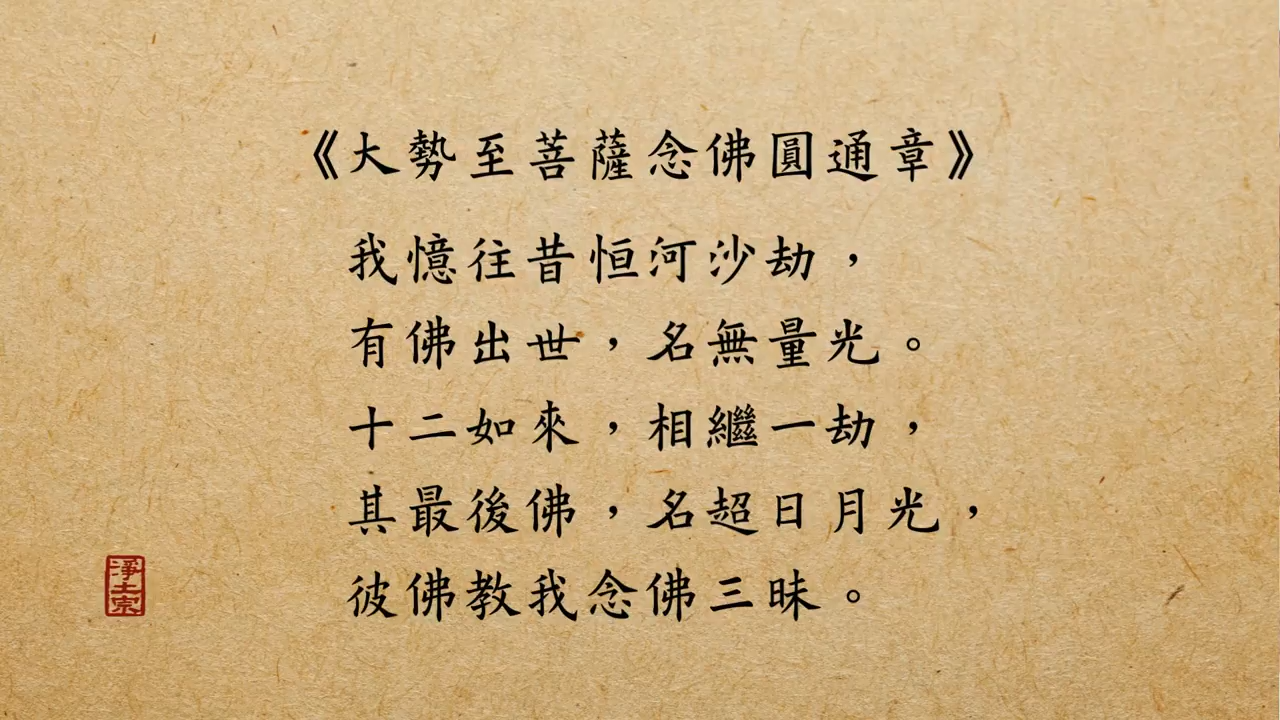 《大勢至菩薩念佛圓通章》
我憶往昔恒河沙劫，
有佛出世，名無量光。
十二如來，相繼一劫，
其最後佛，名超日月光，
彼佛教我念佛三昧。
淨土宗